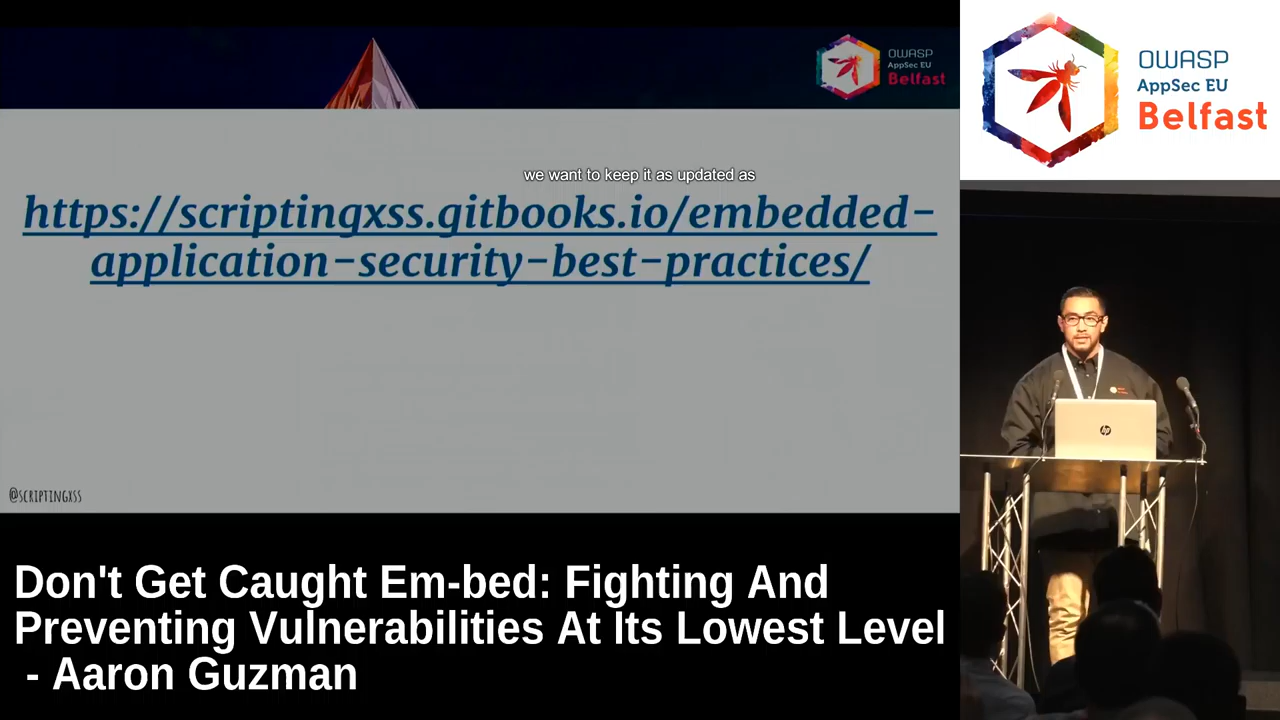 OWASP
AppSec EU
Belfast
we want to keep it as updated as
https://scriptingxss.gitbooks.io/embedded-
application-security-best-practices/
@scriptingxss
OWASP
AppSec EU
Belfast
hp
Don't Get Caught Em-bed: Fighting And
Preventing Vulnerabilities At Its Lowest Level
- Aaron Guzman